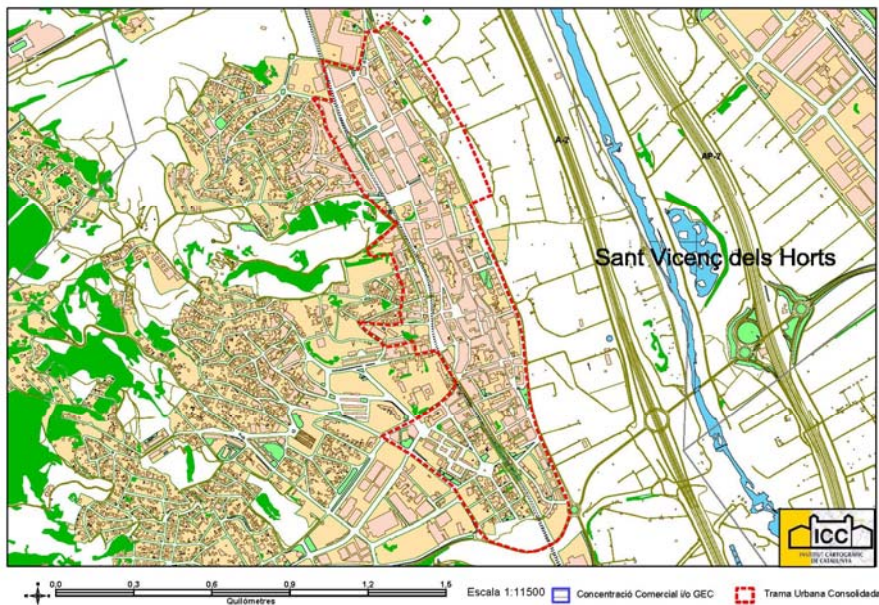 A-2
AP-2
Sant Vicenç dels Horts
ICC
INSTITUT CARTOGRÀFIC
DE CATALUNYA
0,0 0,3 0,6 0,9 1,2 1,5
Quilòmetres
Escala 1:11500
Concentració Comercial i/o GEC
Trama Urbana Consolidada